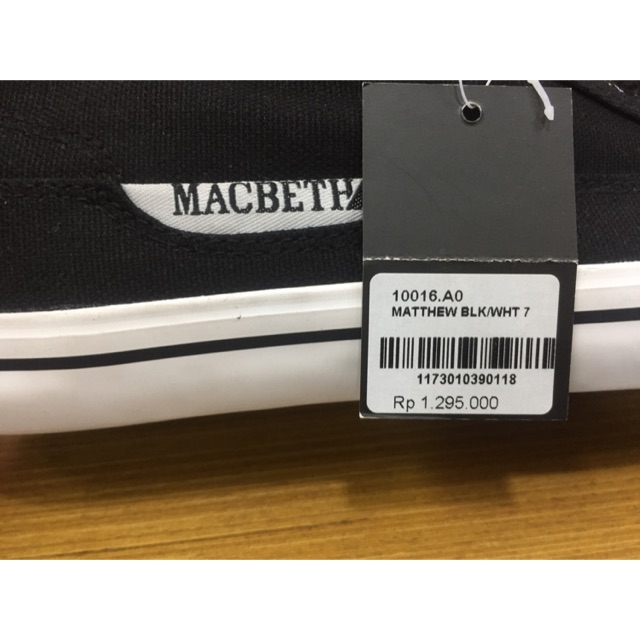 MACBETH
10016.A0
MATTHEW BLK/WHT 7
1173010390118
Rp 1.295.000